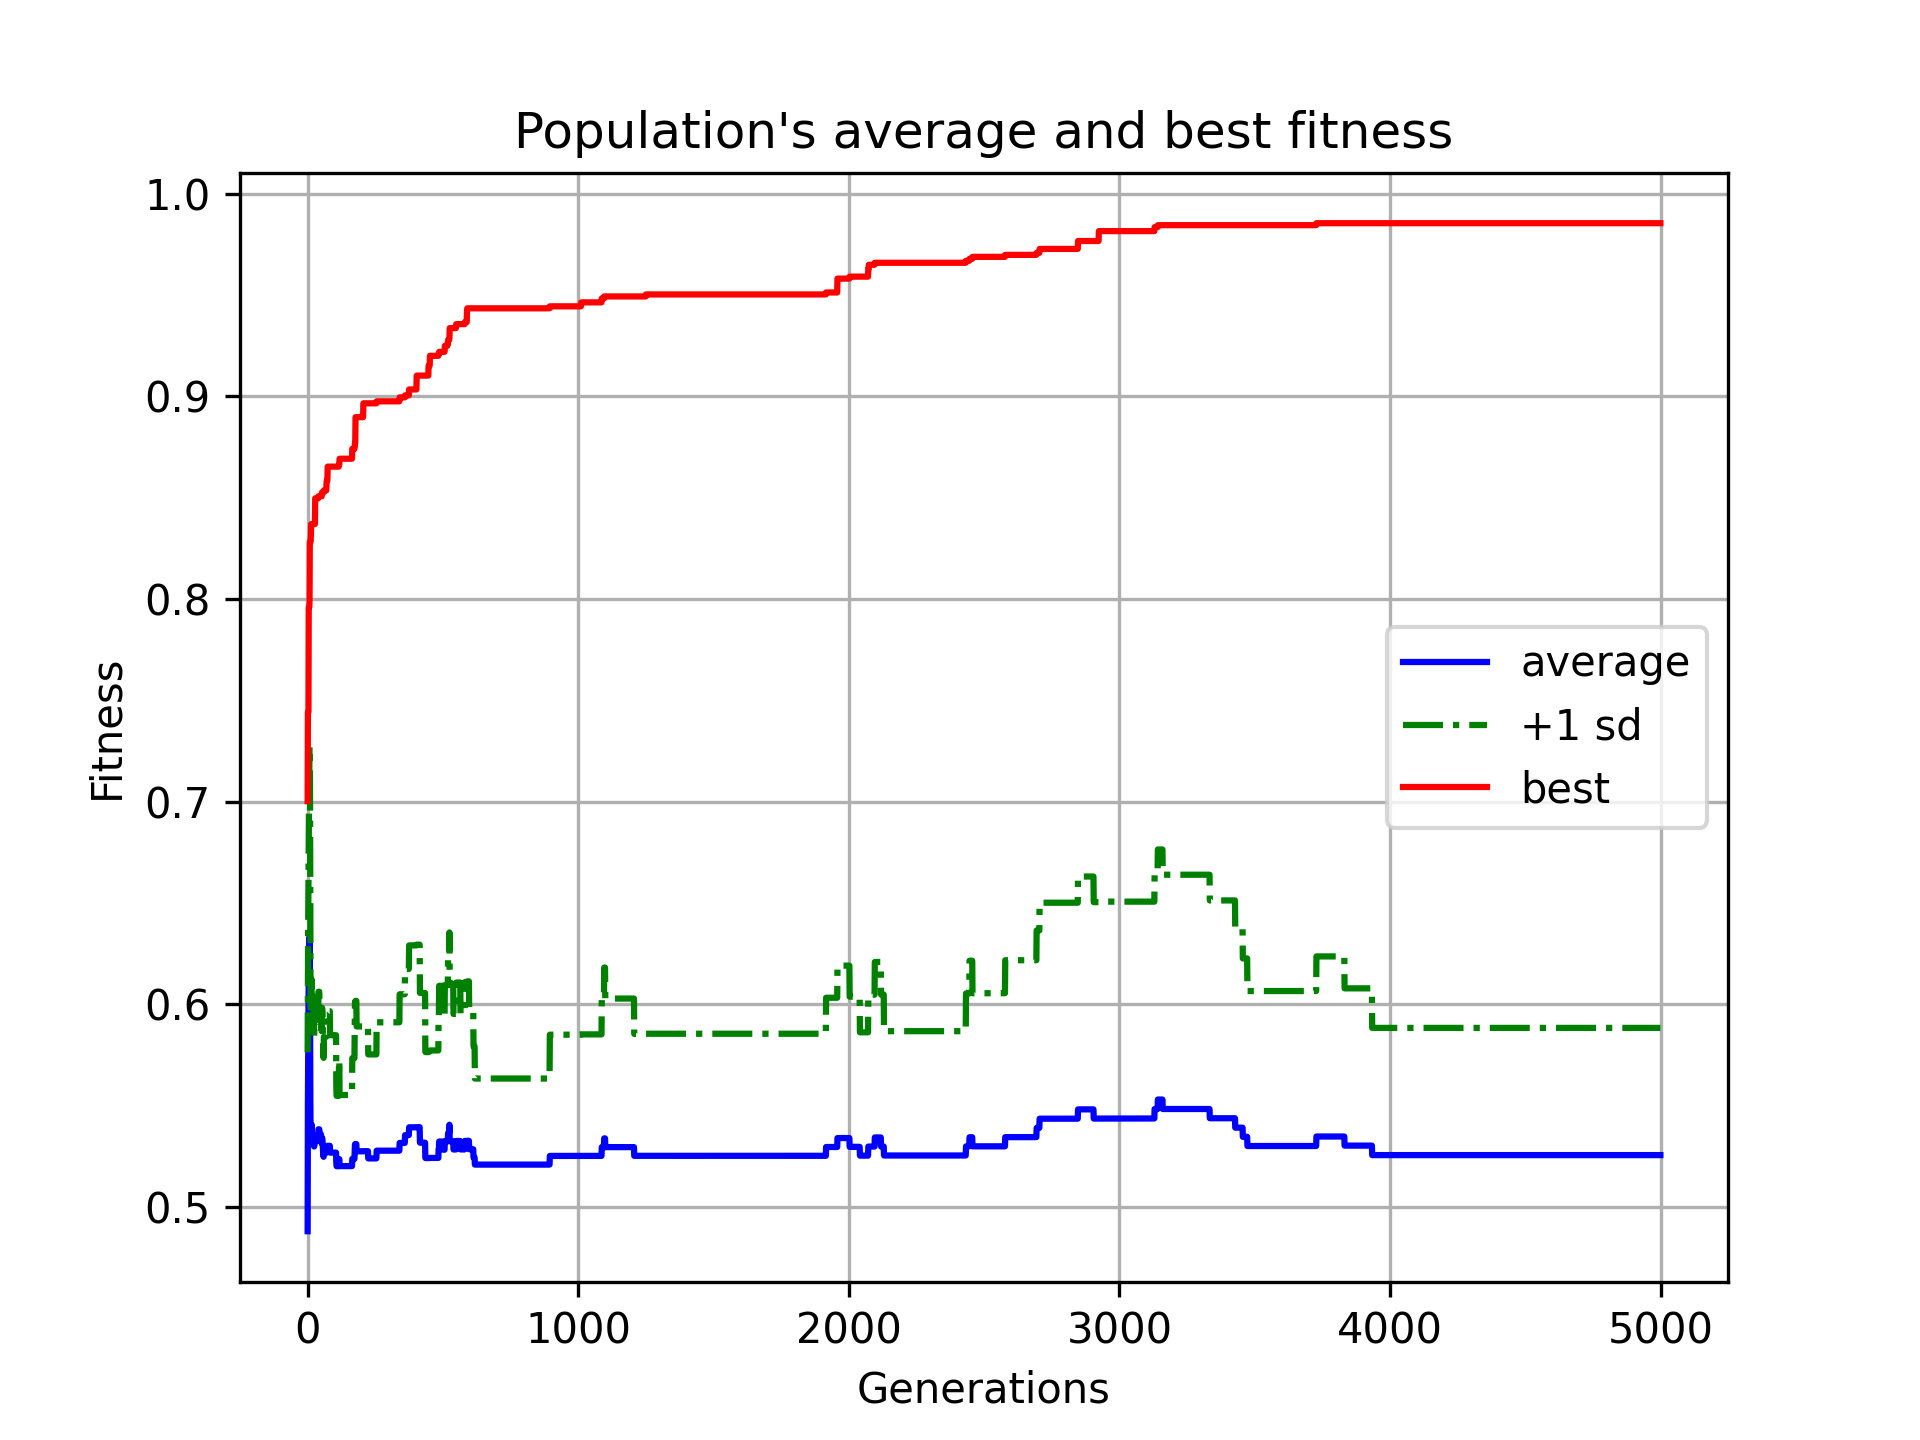 Population's average and best fitness
1.0
0.9
0.8
0.7
0.6
0.5
Fitness
average
+1 sd
best
0 1000 2000 3000 4000 5000
Generations